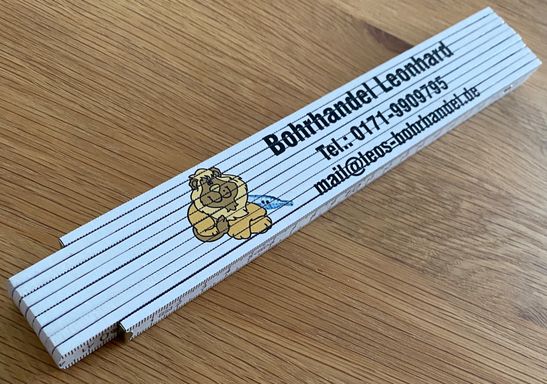 Bohrhandel Leonhard
Tel.: 0171-9909795
mail@leos-bohrhandel.de